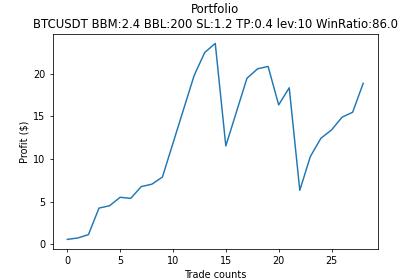 Portfolio
BTCUSDT BBM:2.4 BBL:200 SL:1.2 TP:0.4 lev:10 WinRatio:86.0
Profit ($)
20
15
10
5
0
0 5 10 15 20 25
Trade counts